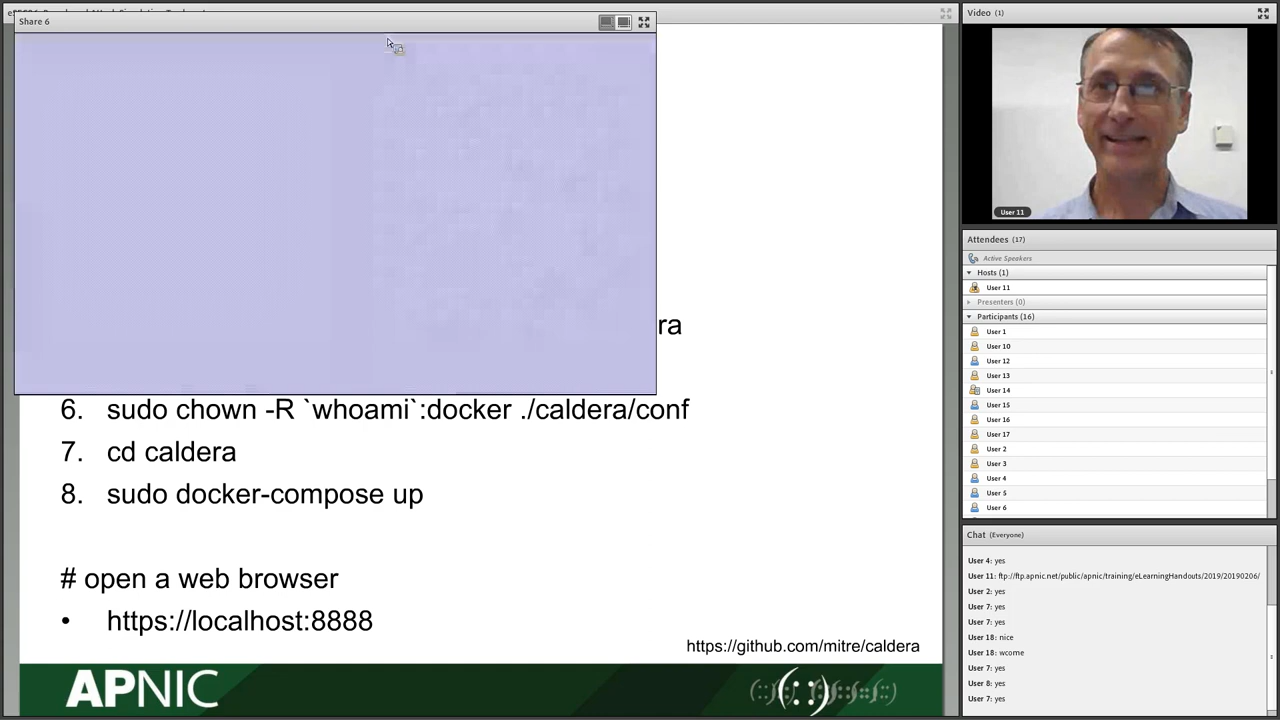 Share 6
ra
6. sudo chown -R `whoami`:docker ./caldera/conf
7. cd caldera
8. sudo docker-compose up
# open a web browser
• https://localhost:8888
https://github.com/mitre/caldera
APNIC
(::)
Video (1)
User 11
Attendees (17)
Active Speakers
Hosts (1)
User 11
Presenters (0)
Participants (16)
User 1
User 10
User 12
User 13
User 14
User 15
User 16
User 17
User 2
User 3
User 4
User 5
User 6
Chat (Everyone)
User 4: yes
User 11: ftp://ftp.apnic.net/public/apnic/training/eLearningHandouts/2019/20190206/
User 2: yes
User 7: yes
User 7: yes
User 18: nice
User 18: wcome
User 7: yes
User 8: yes
User 7: yes